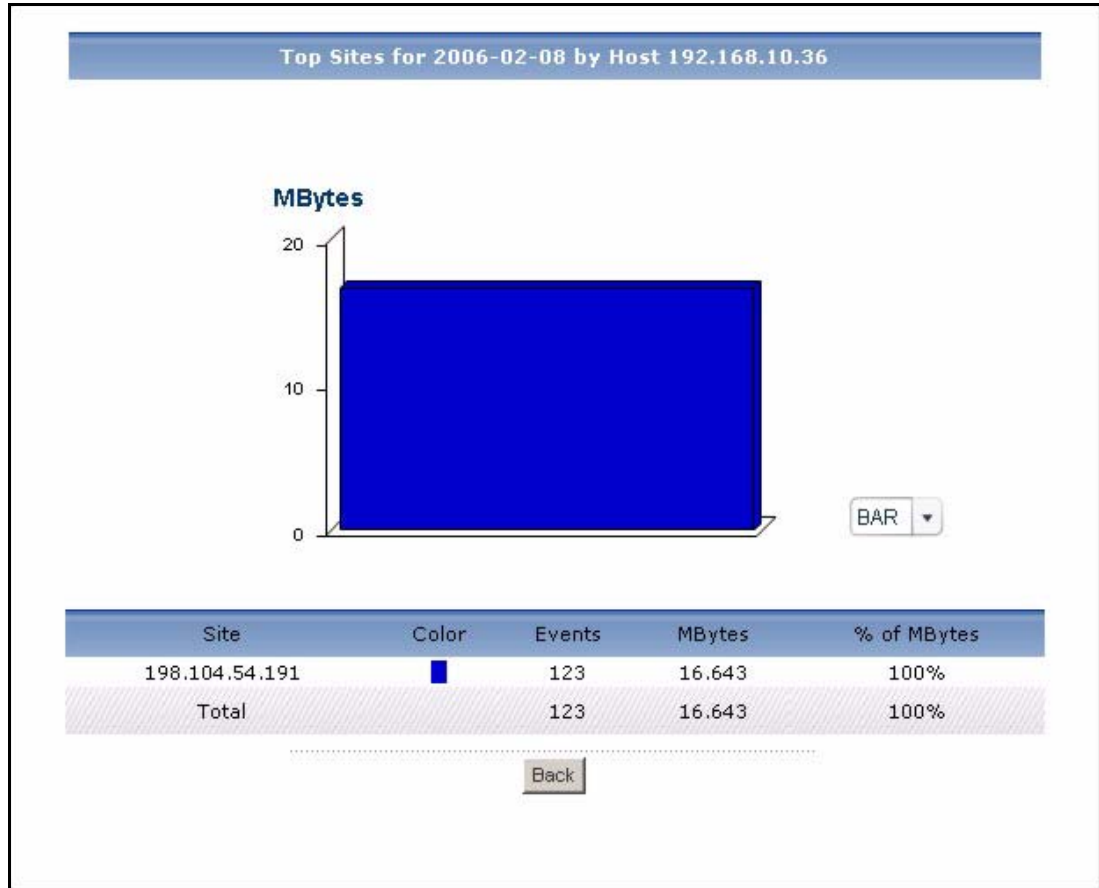 Top Sites for 2006-02-08 by Host 192.168.10.36
MBytes
20
10
0
BAR
Site Color Events MBytes % of MBytes
198.104.54.191 123 16.643 100%
Total 123 16.643 100%
Back